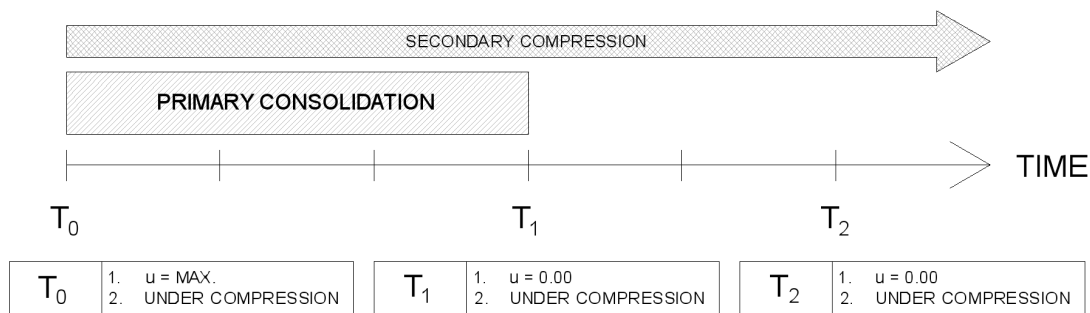 SECONDARY COMPRESSION
PRIMARY CONSOLIDATION
TIME
T0 T1 T2
T0 1. u = MAX.
2. UNDER COMPRESSION
T1 1. u = 0.00
2. UNDER COMPRESSION
T2 1. u = 0.00
2. UNDER COMPRESSION